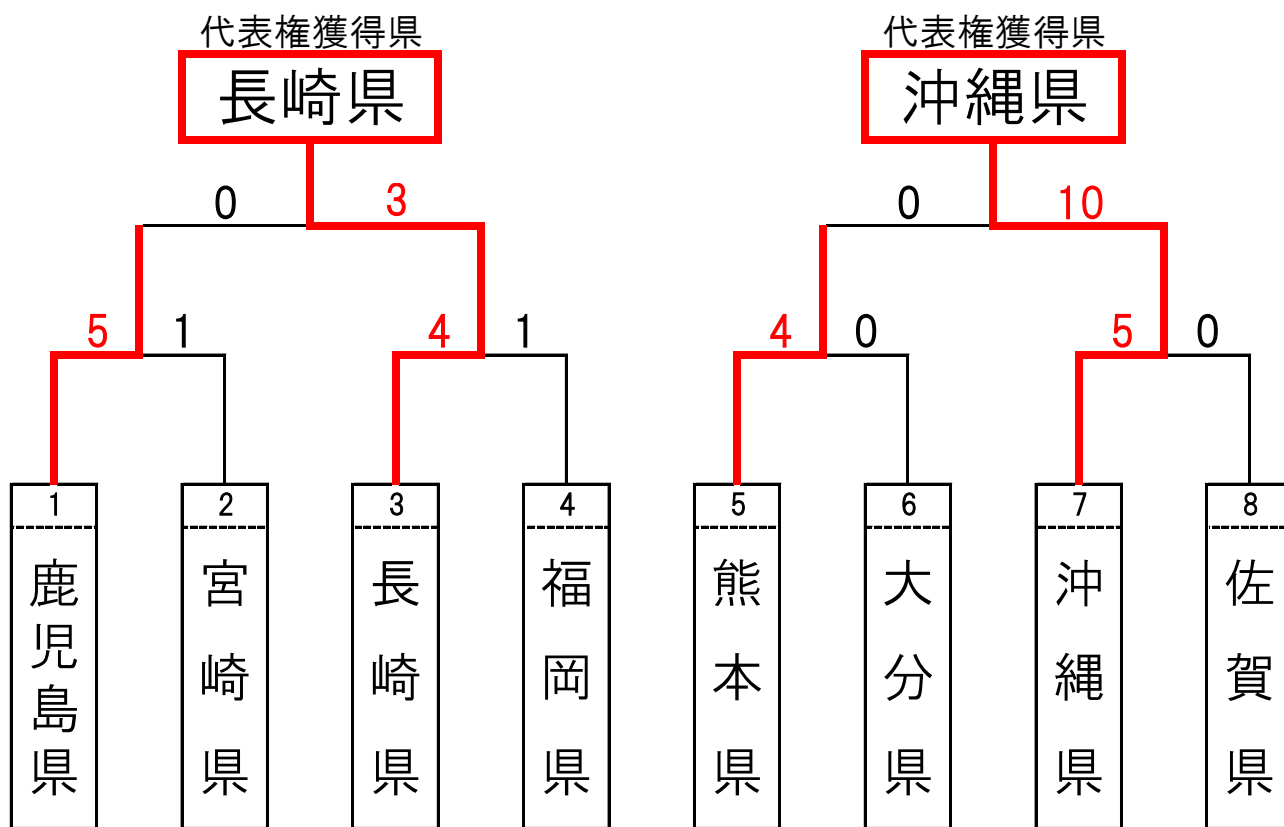 代表権獲得県 代表権獲得県
長崎県 沖縄県
0 3 0 10
5 1 4 1 4 0 5 0
1 2 3 4 5 6 7 8
鹿児島県
宮崎県
長崎県
福岡県
熊本県
大分県
沖縄県
佐賀県